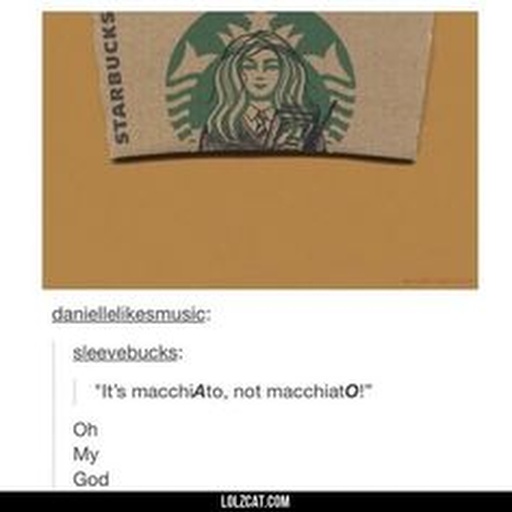 STARBUCKS
daniellelikesmusic:
sleevebucks:
"It's macchiAto, not macchiatO!"
Oh
My
God
LOLZCAT.COM